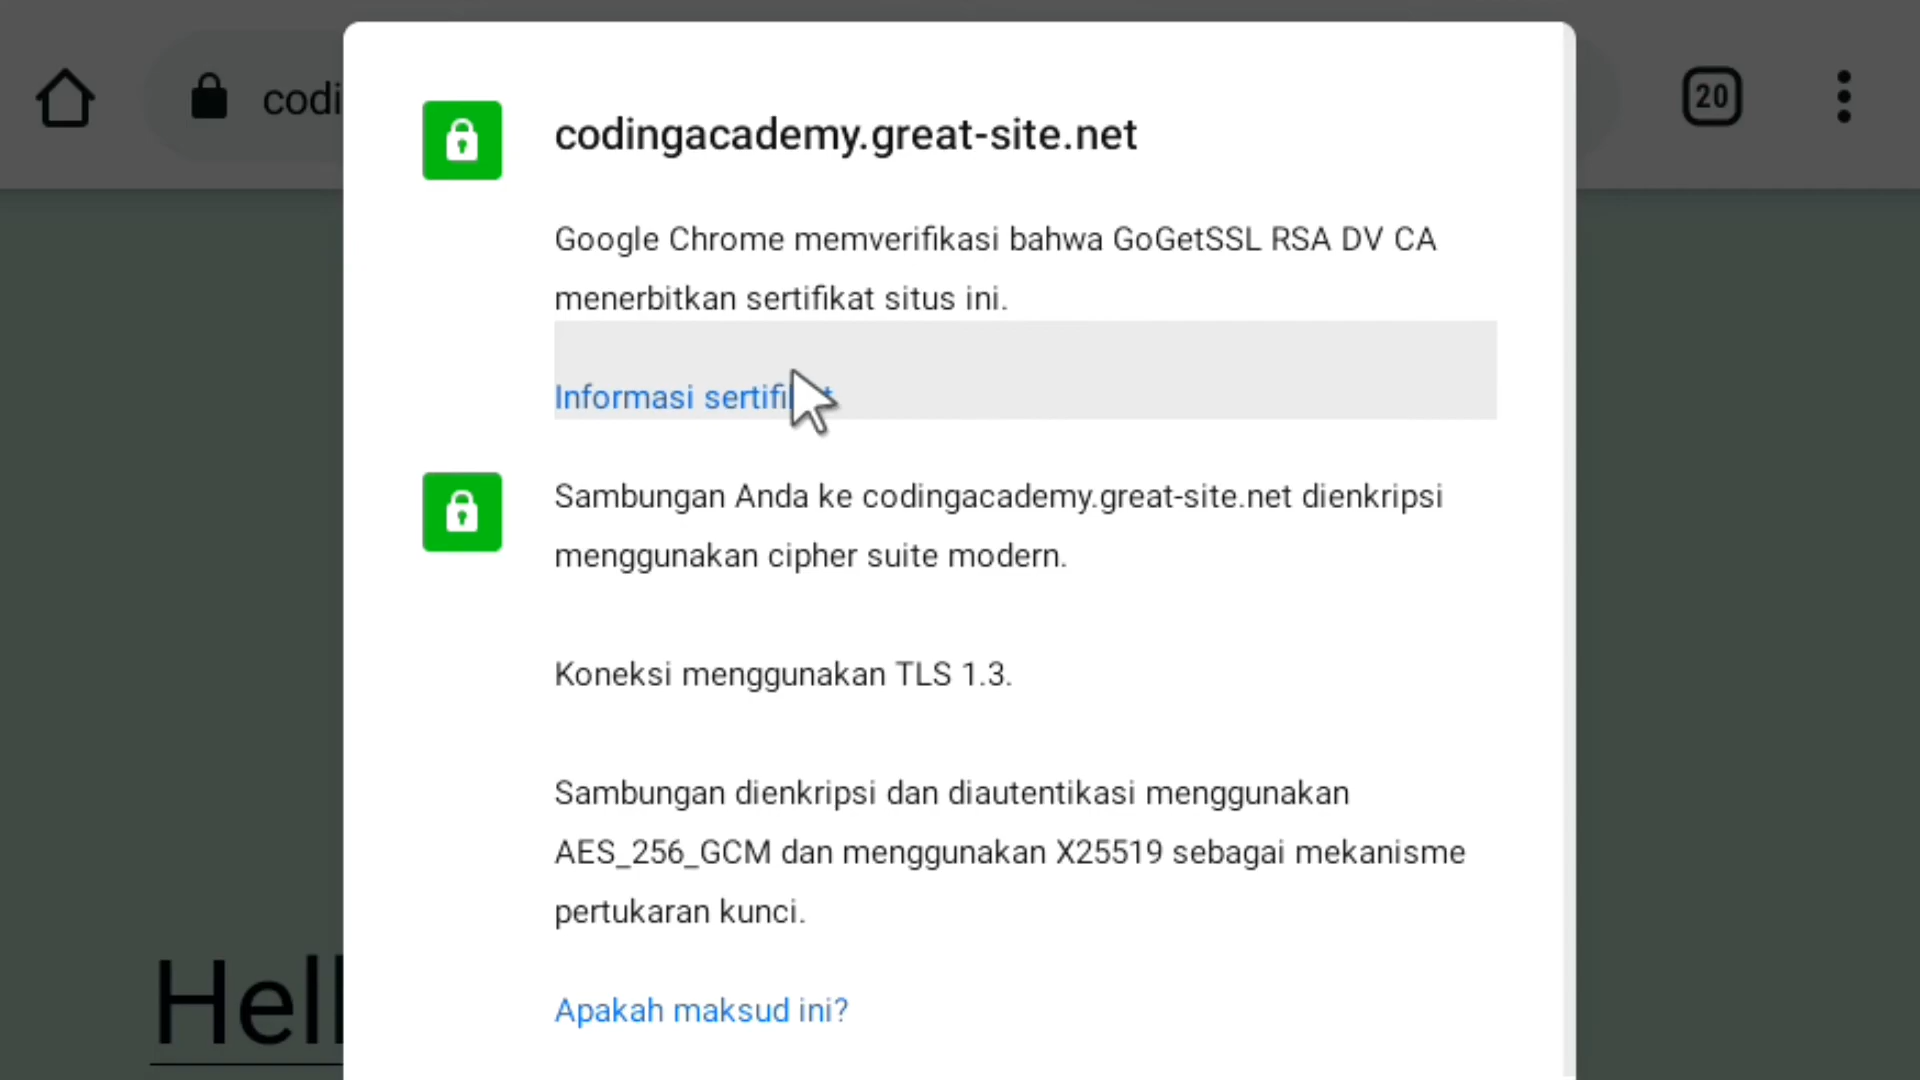 codi
20
codingacademy.great-site.net
Google Chrome memverifikasi bahwa GoGetSSL RSA DV CA
menerbitkan sertifikat situs ini.
Informasi
Sambungan Anda ke codingacademy.great-site.net dienkripsi
menggunakan cipher suite modern.
Koneksi menggunakan TLS 1.3.
Sambungan dienkripsi dan diautentikasi menggunakan
AES_256_GCM dan menggunakan X25519 sebagai mekanisme
pertukaran kunci.
Hell
Apakah maksud ini?